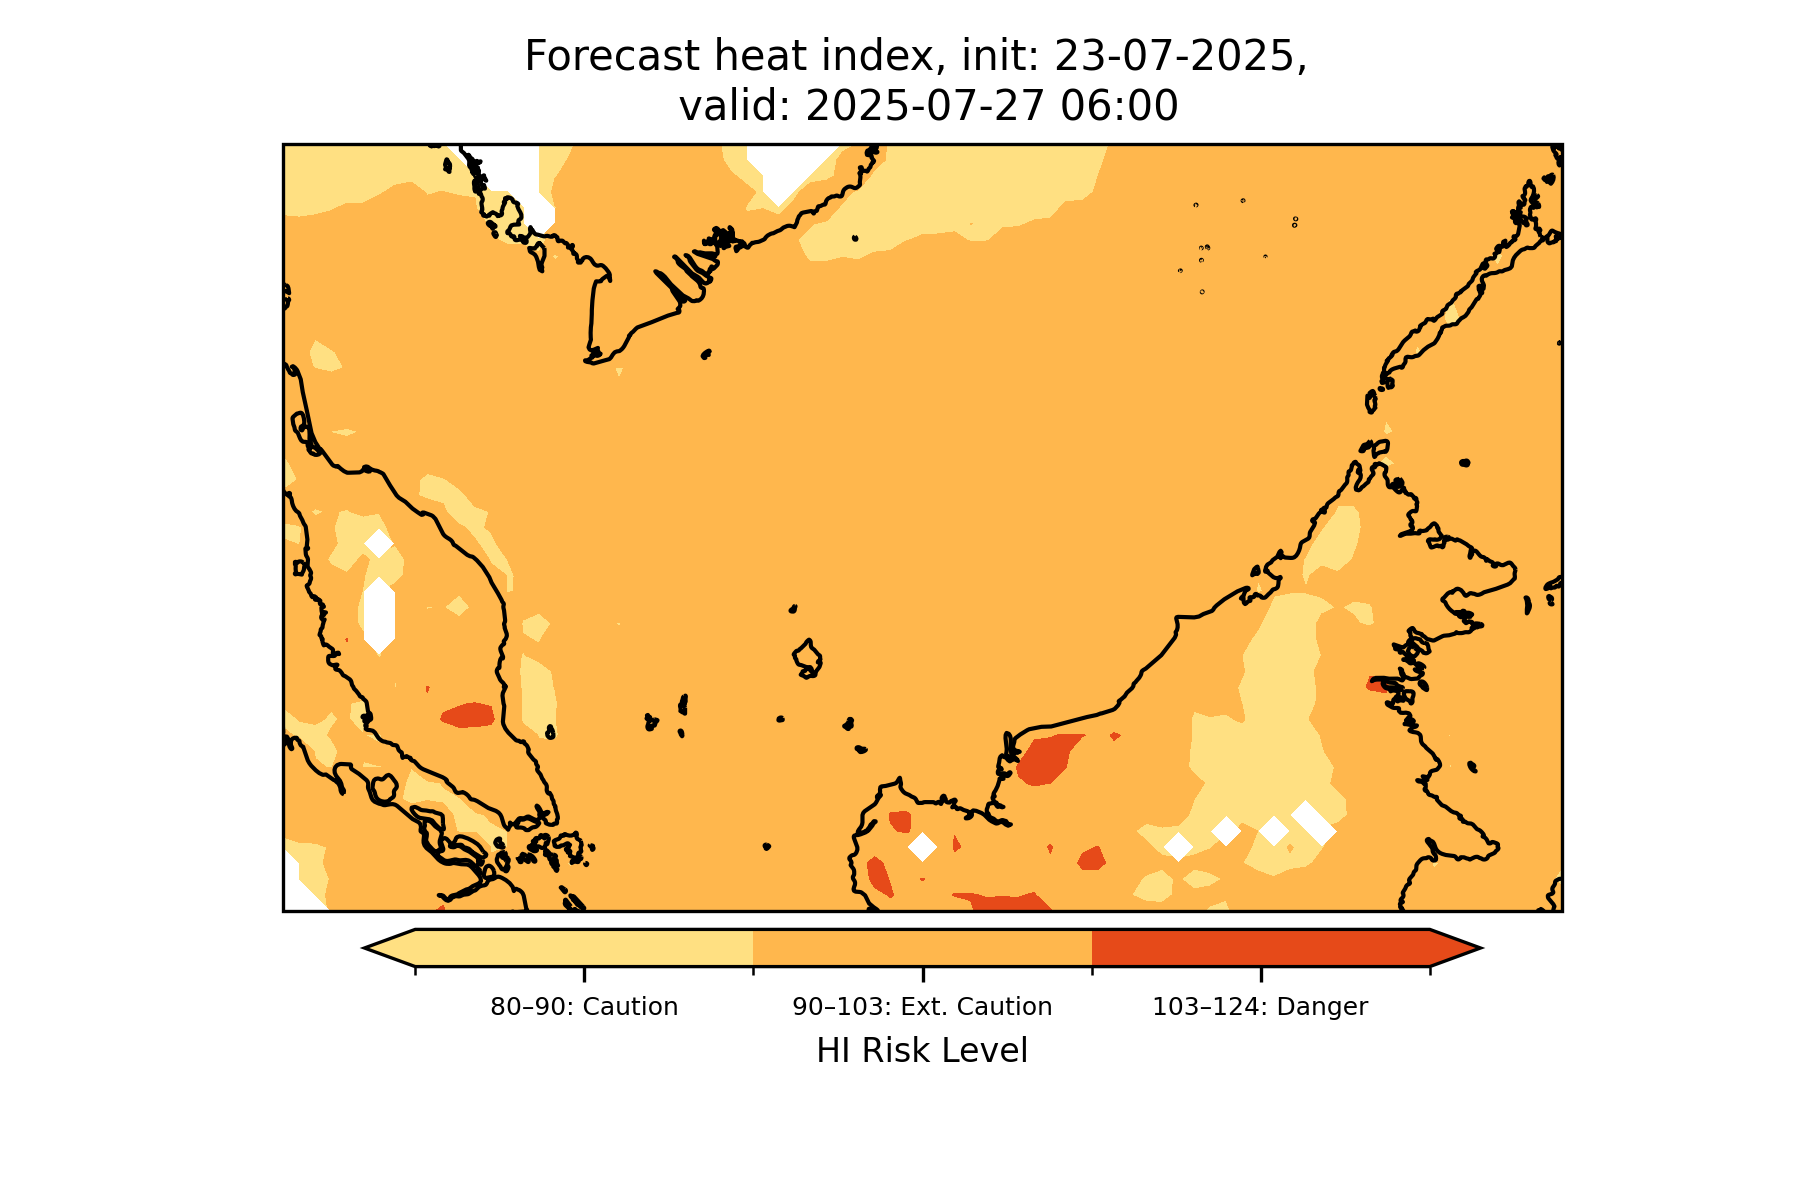 Forecast heat index, init: 23-07-2025,
valid: 2025-07-27 06:00
80–90: Caution
90–103: Ext. Caution
103–124: Danger
HI Risk Level